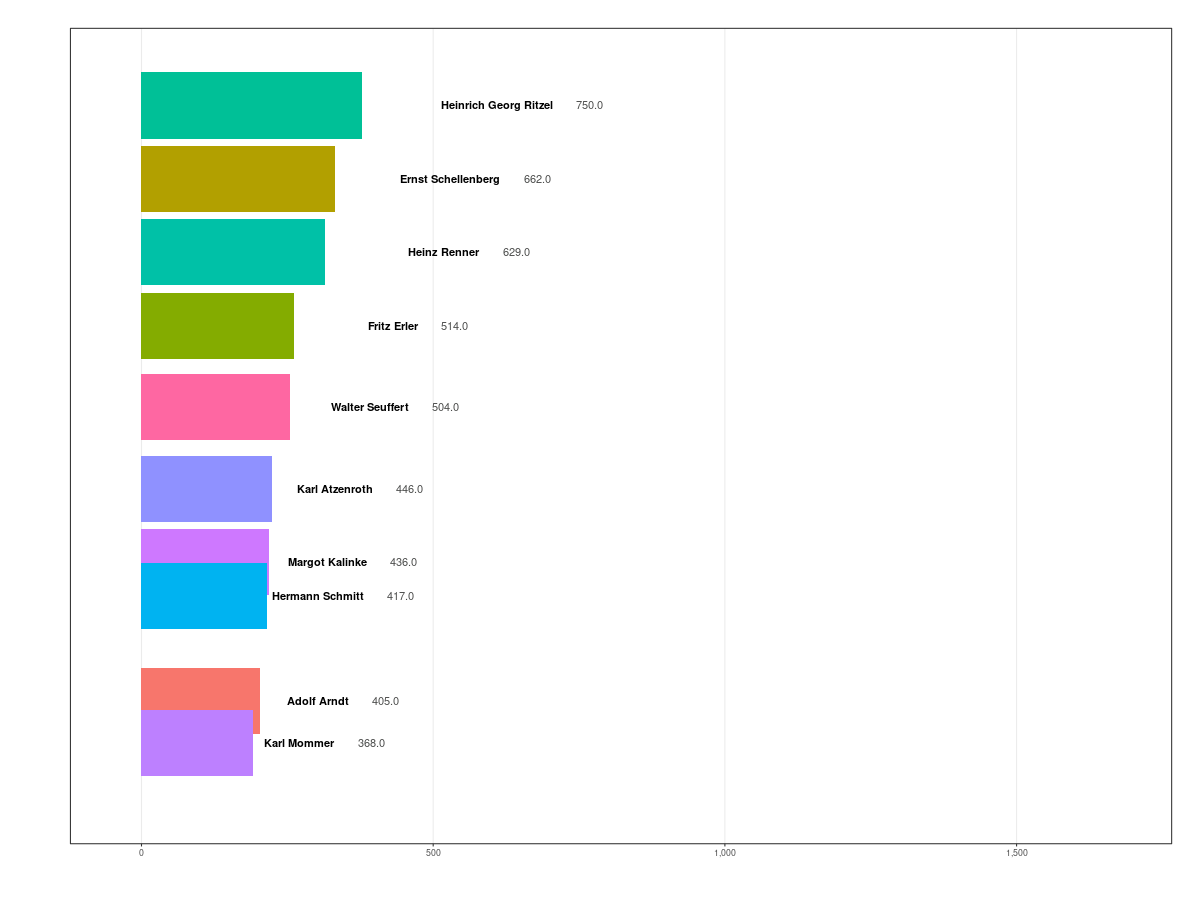 Heinrich Georg Ritzel 750.0
Ernst Schellenberg 662.0
Heinz Renner 629.0
Fritz Erler 514.0
Walter Seuffert 504.0
Karl Atzenroth 446.0
Margot Kalinke 436.0
Hermann Schmitt 417.0
Adolf Arndt 405.0
Karl Mommer 368.0
0 500 1,000 1,500